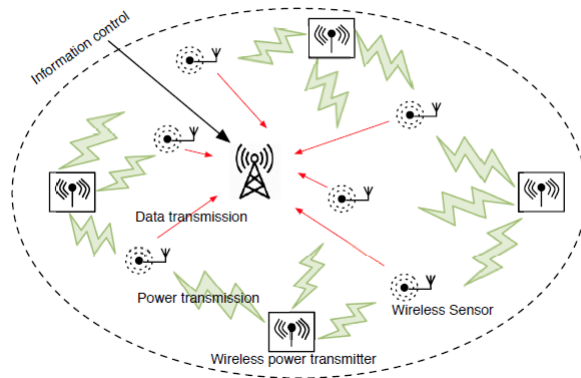 Information control
Data transmission
Power transmission
Wireless Sensor
Wireless power transmitter